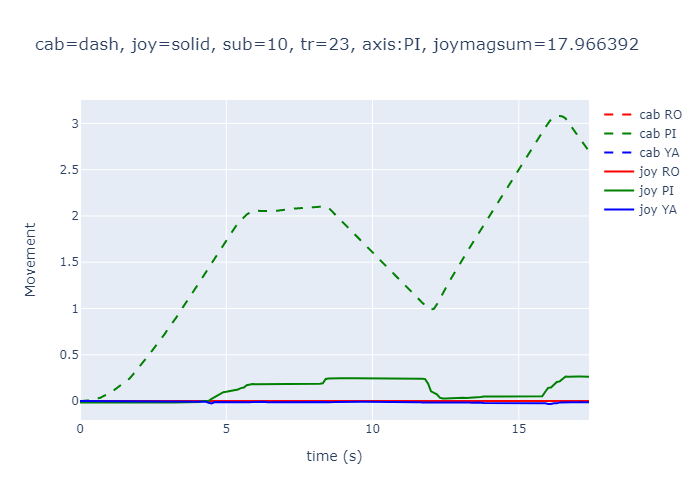 cab=dash, joy=solid, sub=10, tr=23, axis:PI, joymagsum=17.966392
cab RO
cab PI
cab YA
joy RO
joy PI
joy YA
Movement
3
2.5
2
1.5
1
0.5
0
0 5 10 15
time (s)